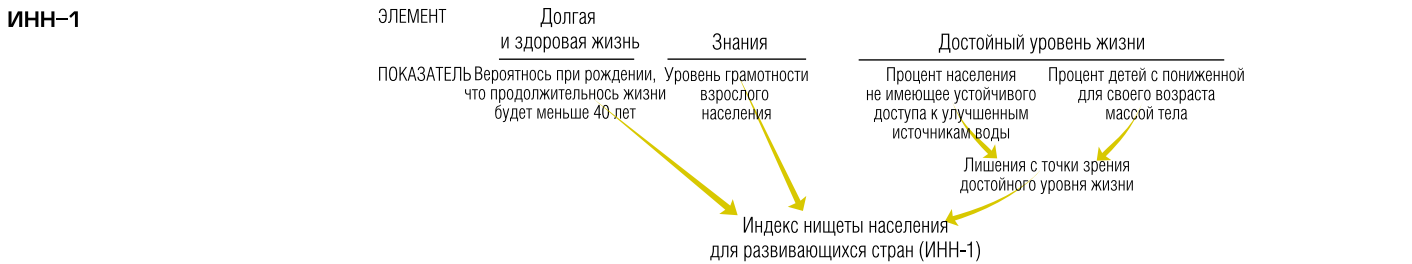 ИНН–1
ЭЛЕМЕНТ
Долгая
и здоровая жизнь
Знания
Достойный уровень жизни
ПОКАЗАТЕЛЬ
Вероятнось при рождении,
что продолжительнось жизни
будет меньше 40 лет
Уровень грамотности
взрослого
населения
Процент населения
не имеющее устойчивого
доступа к улучшенным
источникам воды
Процент детей с пониженной
для своего возраста
массой тела
Лишения с точки зрения
достойного уровня жизни
Индекс нищеты населения
для развивающихся стран (ИНН-1)